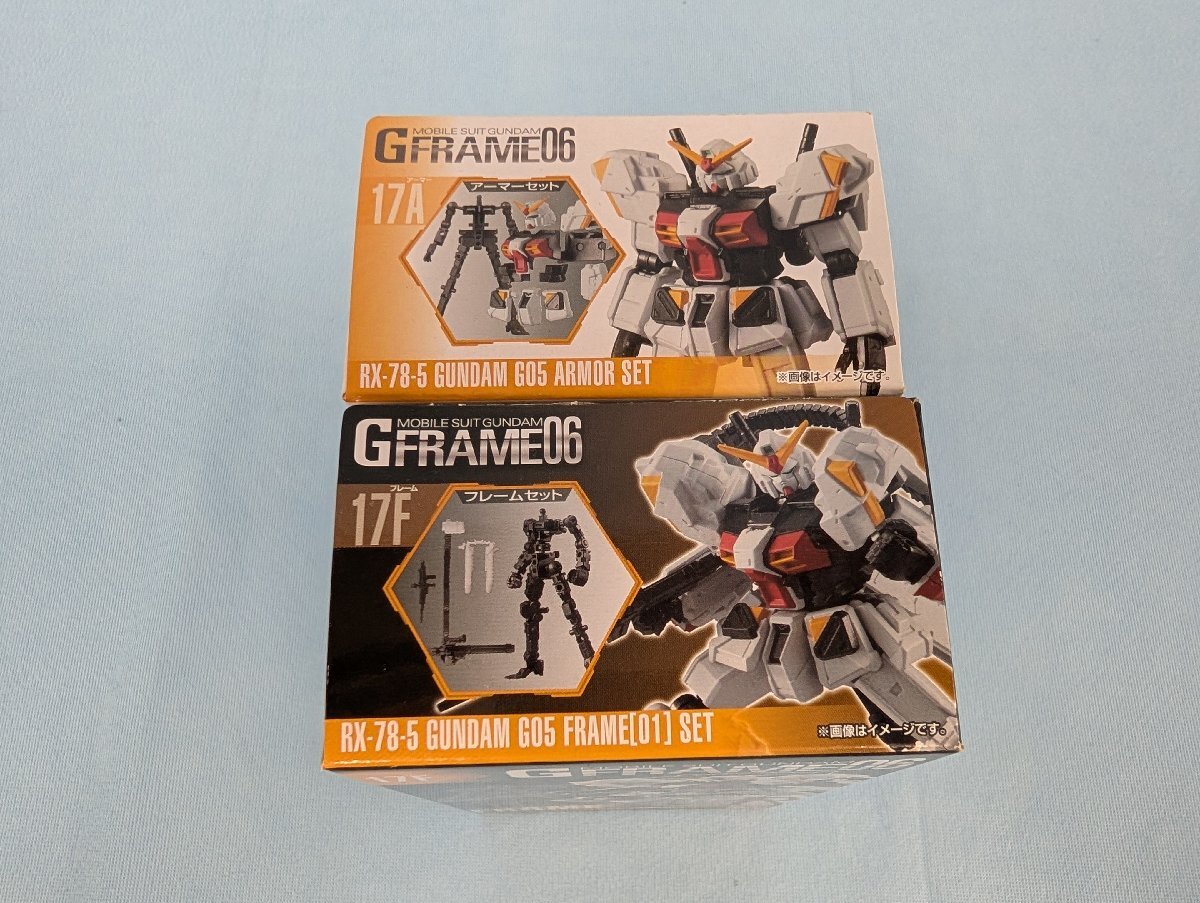 MOBILE SUIT GUNDAM
GFRAME06
アーマー
17A
アーマーセット
RX-78-5 GUNDAM G05 ARMOR SET
※画像はイメージです。
MOBILE SUIT GUNDAM
GFRAME06
フレーム
17F
フレームセット
RX-78-5 GUNDAM G05 FRAME[01] SET
※画像はイメージです。
17F
GFRAME06